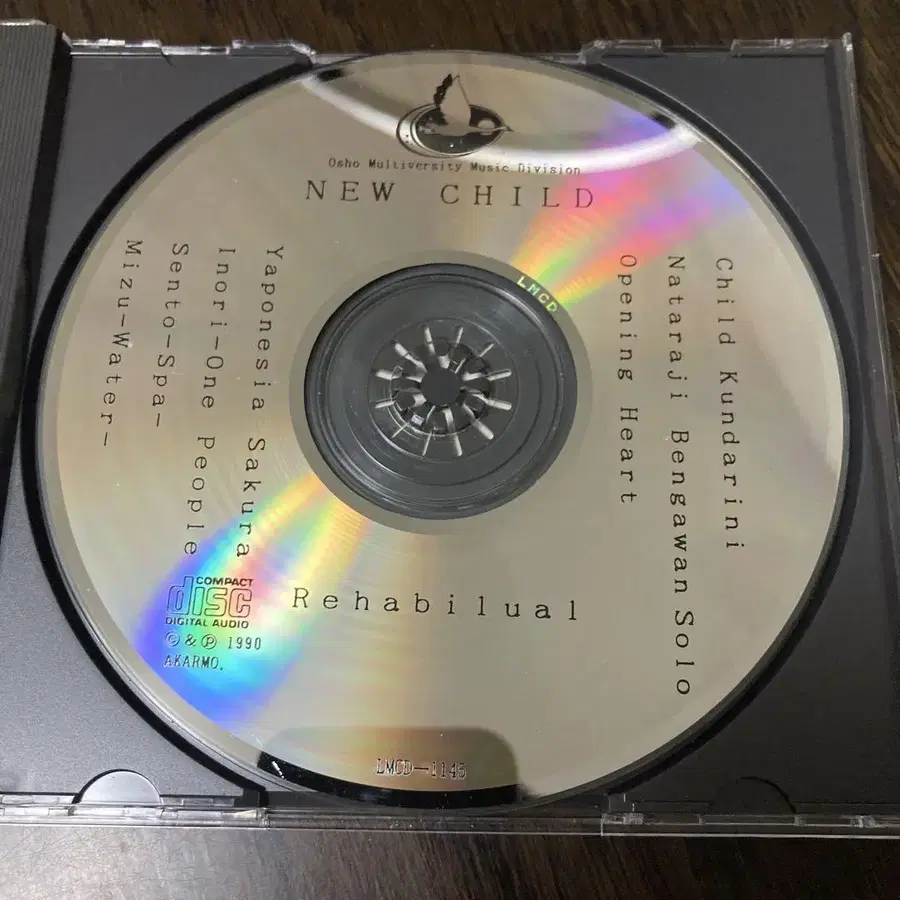 Osho Multiversity Music Division
NEW CHILD
Child Kundarini
Nataraji Bengawan Solo
Opening Heart
Yaponesia Sakura
Inori-One People
Sento-Spa-
Mizu-Water-
LMCD
Rehabilual
COMPACT
disc
DIGITAL AUDIO
© & ℗ 1990
AKARMO.
LMCD-1145